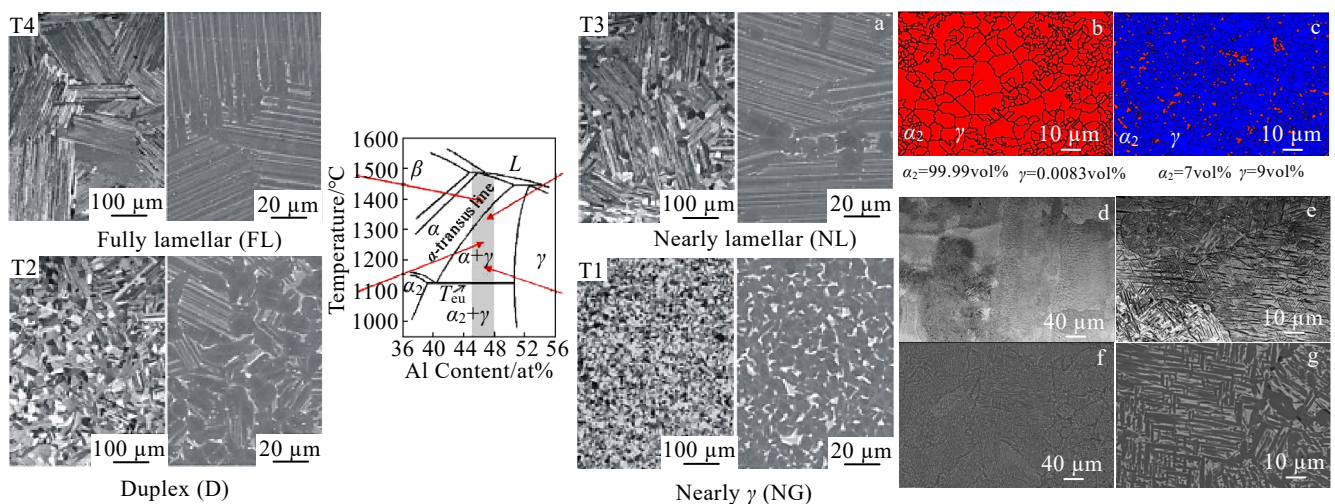 T4
100 μm
20 μm
Fully lamellar (FL)
T2
100 μm
20 μm
Duplex (D)
Temperature/°C
1600
1500
1400
1300
1200
1100
1000
β
L
α
α-transus line
α+γ
γ
α₂
Teu
α₂+γ
36 40 44 48 52 56
Al Content/at%
T3
a
100 μm
20 μm
Nearly lamellar (NL)
T1
100 μm
20 μm
Nearly γ (NG)
b
α₂ γ
10 μm
α₂=99.99vol% γ=0.0083vol%
c
α₂ γ
10 μm
α₂=7vol% γ=9vol%
d
40 μm
e
10 μm
f
40 μm
g
10 μm